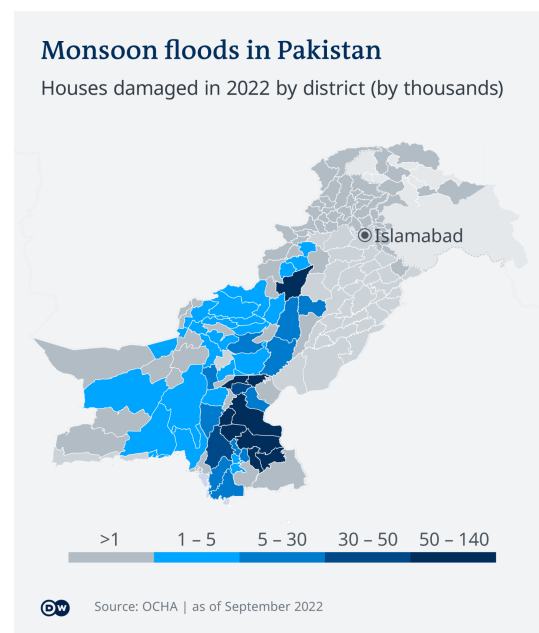 Monsoon floods in Pakistan
Houses damaged in 2022 by district (by thousands)
Islamabad
>1 1 – 5 5 – 30 30 – 50 50 – 140
DW Source: OCHA | as of September 2022